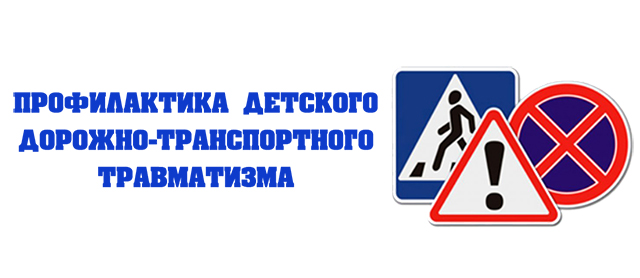 ПРОФИЛАКТИКА ДЕТСКОГО
ДОРОЖНО-ТРАНСПОРТНОГО
ТРАВМАТИЗМА
!